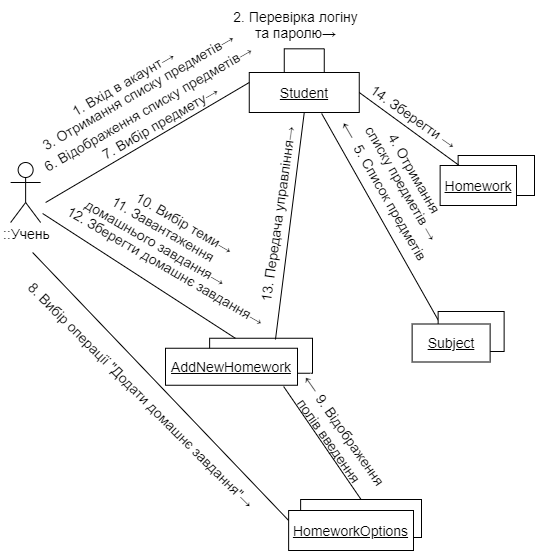 2. Перевірка логіну
та паролю→
1. Вхід в акаунт→
3. Отримання списку предметів→
6. Відображення списку предметів→
7. Вибір предмету→
Student
14. Зберегти →
4. Отримання
списку предметів →
← 5. Список предметів
Homework
::Учень
10. Вибір теми→
11. Завантаження
домашнього завдання→
12. Зберегти домашнє завдання→
13. Передача управління→
8. Вибір операції "Додати домашнє завдання"→
Subject
AddNewHomework
← 9. Відображення
полів введення
HomeworkOptions